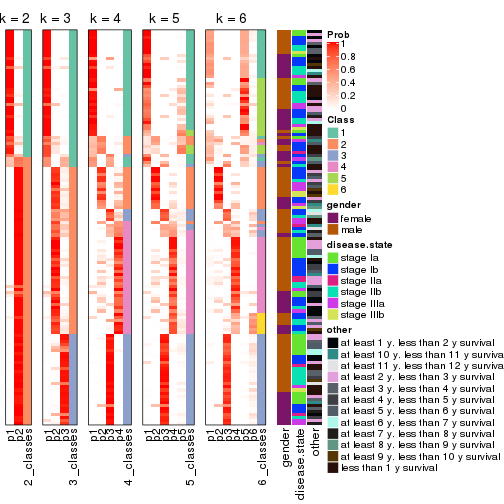 k = 2 k = 3 k = 4 k = 5 k = 6
Prob
1
0.8
0.6
0.4
0.2
0
Class
1
2
3
4
5
6
gender
female
male
disease.state
stage Ia
stage Ib
stage IIa
stage IIb
stage IIIa
stage IIIb
other
at least 1 y. less than 2 y survival
at least 10 y. less than 11 y survival
at least 11 y. less than 12 y survival
at least 2 y. less than 3 y survival
at least 3 y. less than 4 y survival
at least 4 y. less than 5 y survival
at least 5 y. less than 6 y survival
at least 6 y. less than 7 y survival
at least 7 y. less than 8 y survival
at least 8 y. less than 9 y survival
at least 9 y. less than 10 y survival
less than 1 y survival
p1 p2 2_classes
p1 p2 p3 3_classes
p1 p2 p3 p4 4_classes
p1 p2 p3 p4 p5 5_classes
p1 p2 p3 p4 p5 p6 6_classes
gender disease.state other